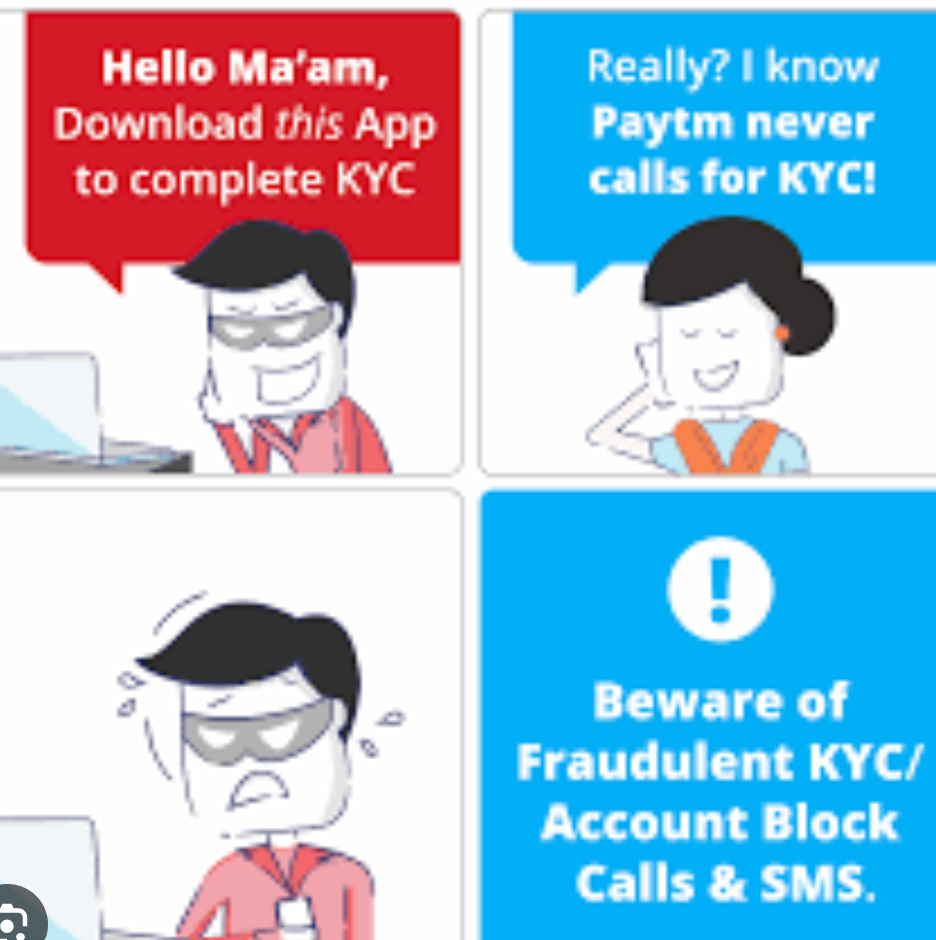 Hello Ma’am,
Download this App
to complete KYC
Really? I know
Paytm never
calls for KYC!
!
Beware of
Fraudulent KYC/
Account Block
Calls & SMS.